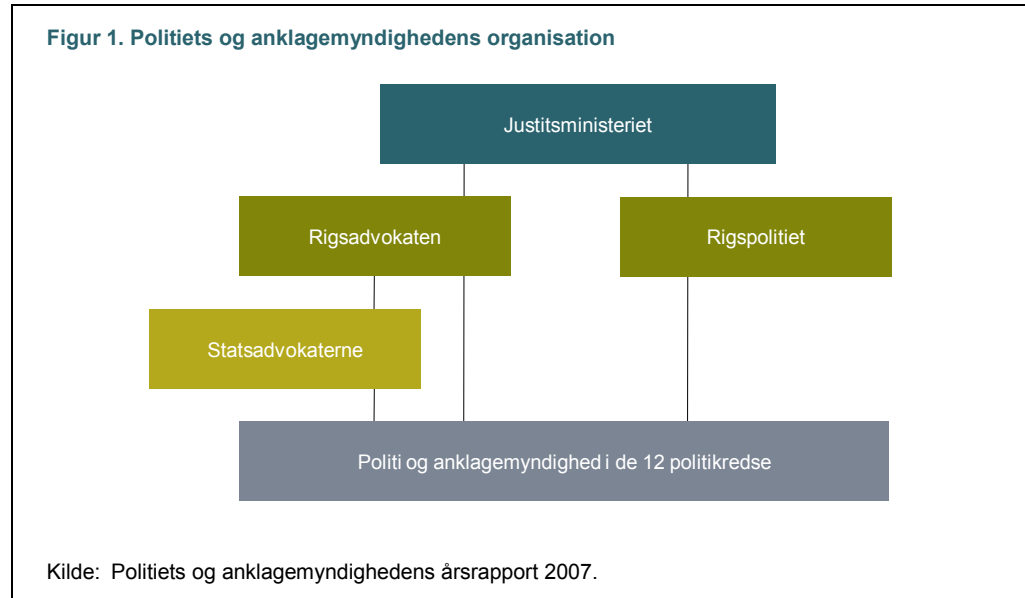 Figur 1. Politiets og anklagemyndighedens organisation
Justitsministeriet
Rigsadvokaten
Rigspolitiet
Statsadvokaterne
Politi og anklagemyndighed i de 12 politikredse
Kilde: Politiets og anklagemyndighedens årsrapport 2007.